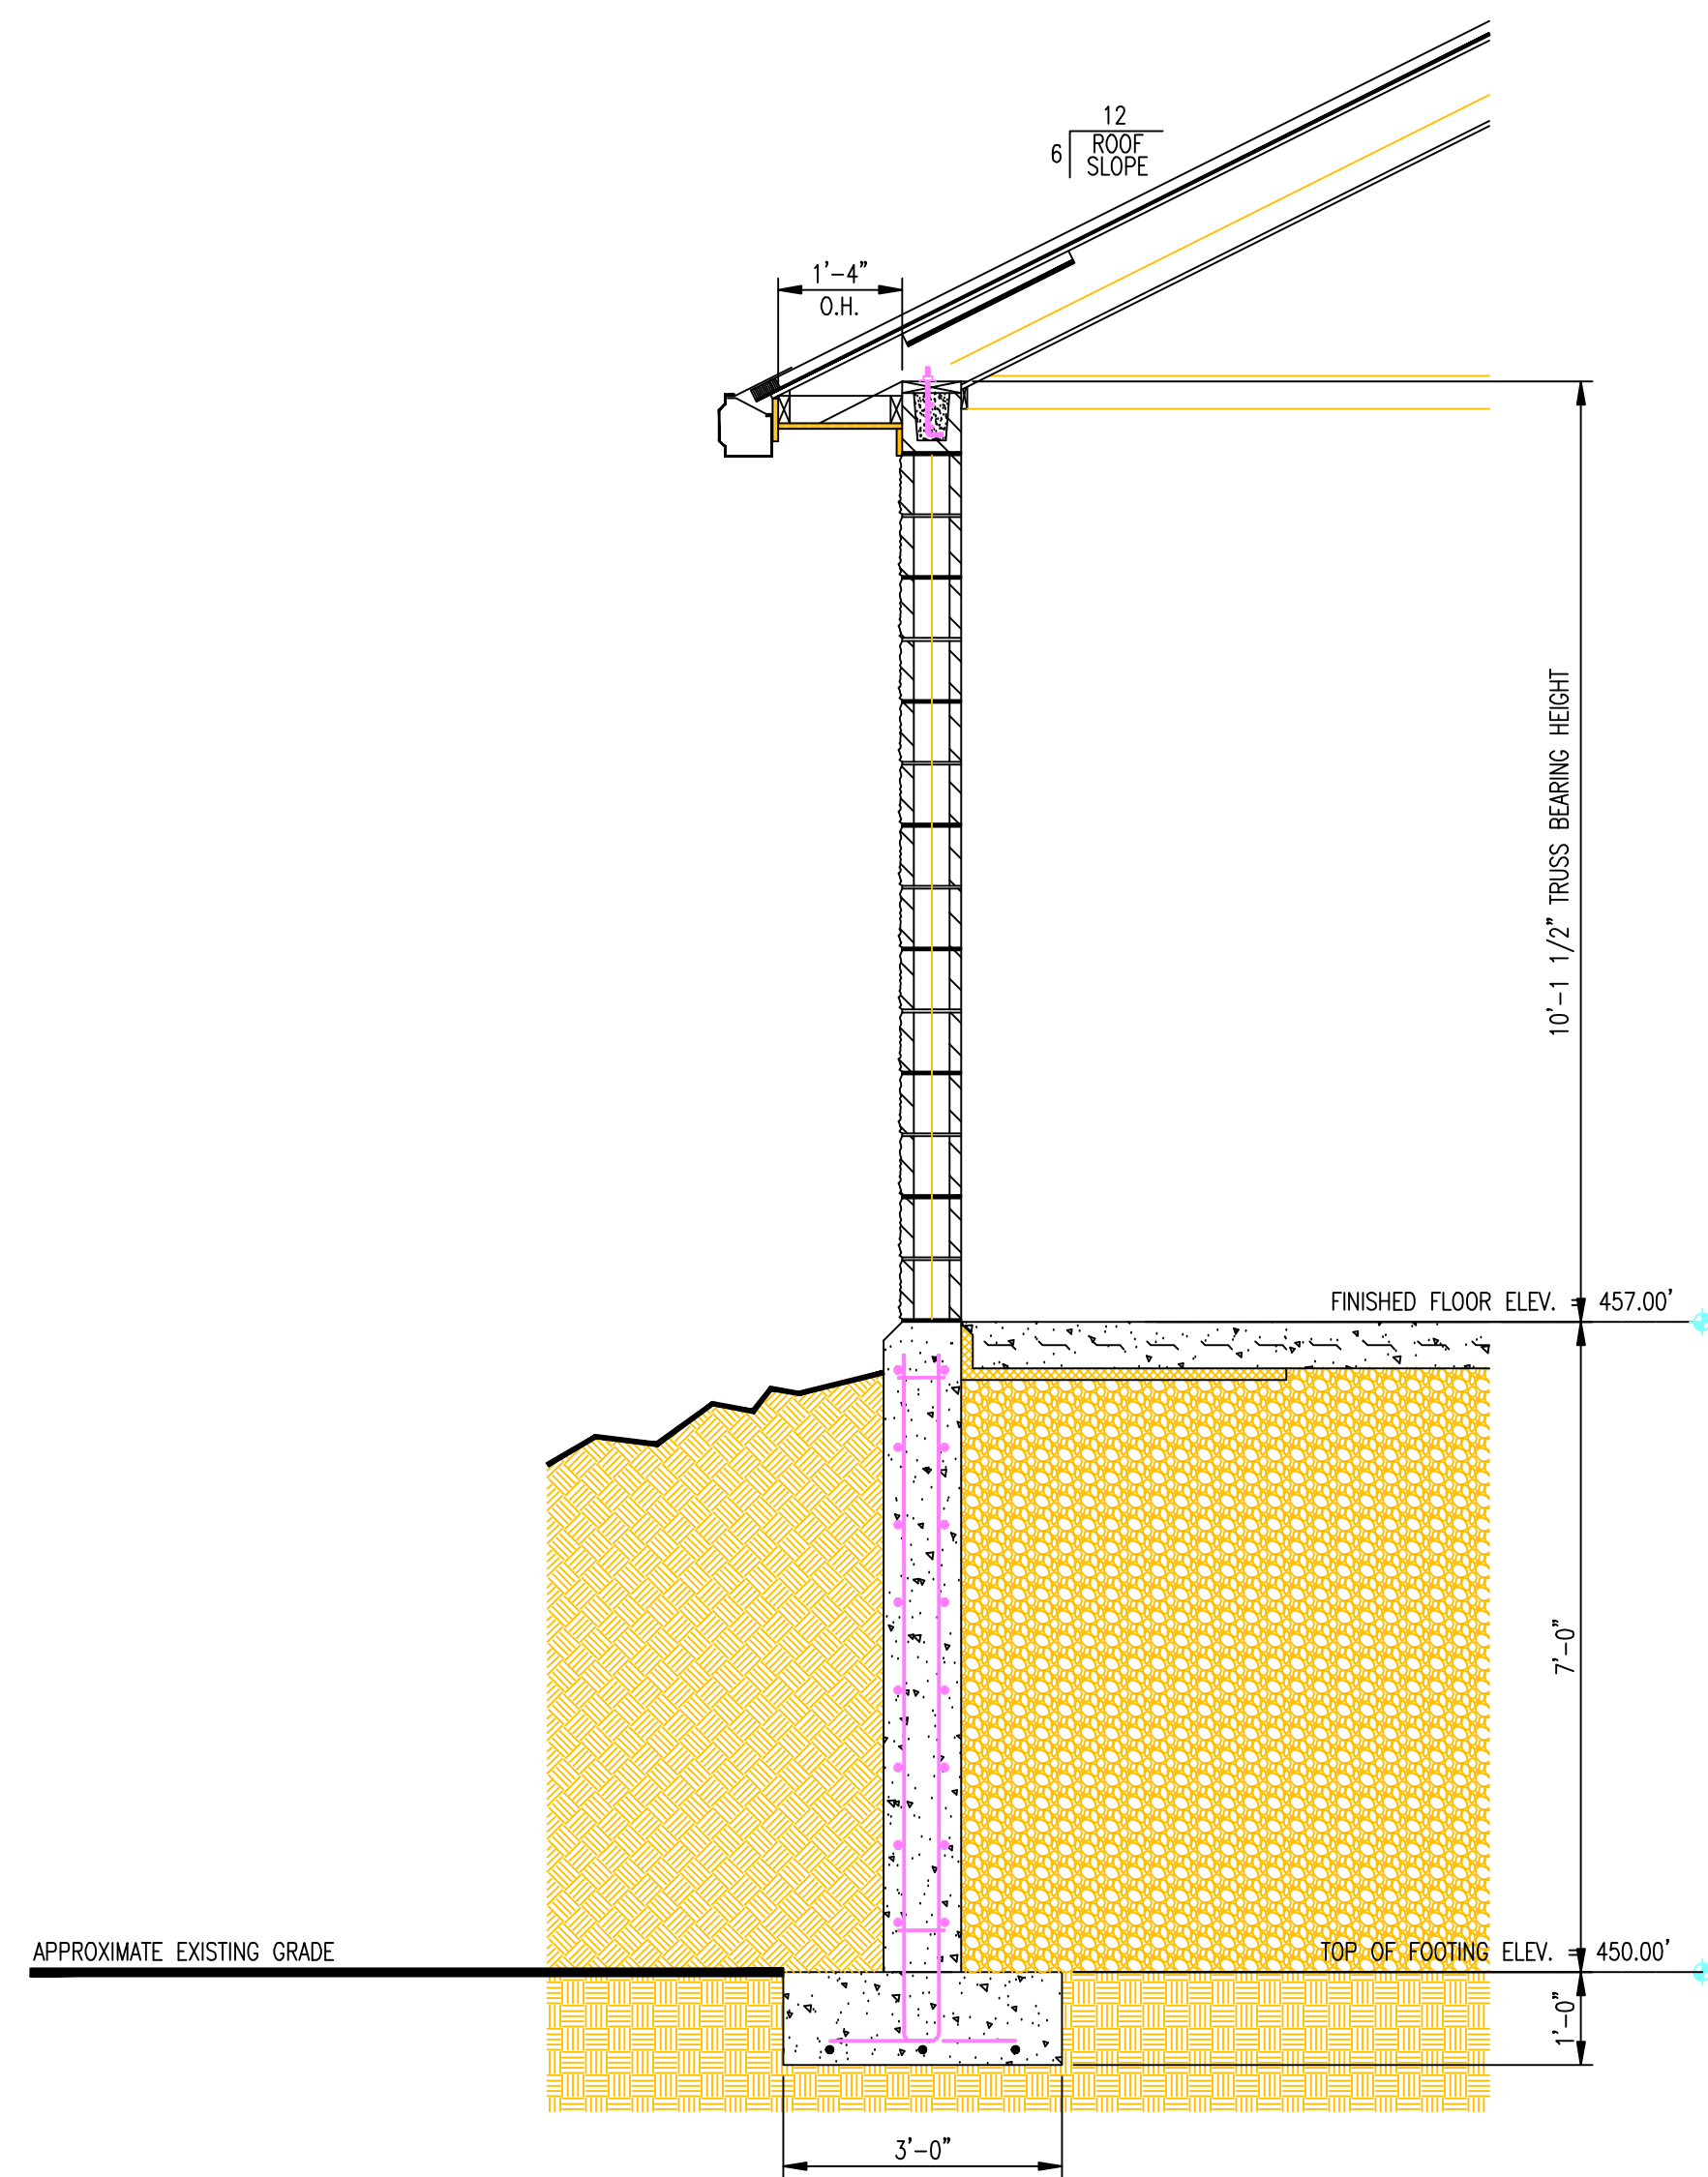 12
6
ROOF
SLOPE
1'-4"
O.H.
10'-1 1/2" TRUSS BEARING HEIGHT
FINISHED FLOOR ELEV. = 457.00'
7'-0"
APPROXIMATE EXISTING GRADE
TOP OF FOOTING ELEV. = 450.00'
1'-0"
3'-0"